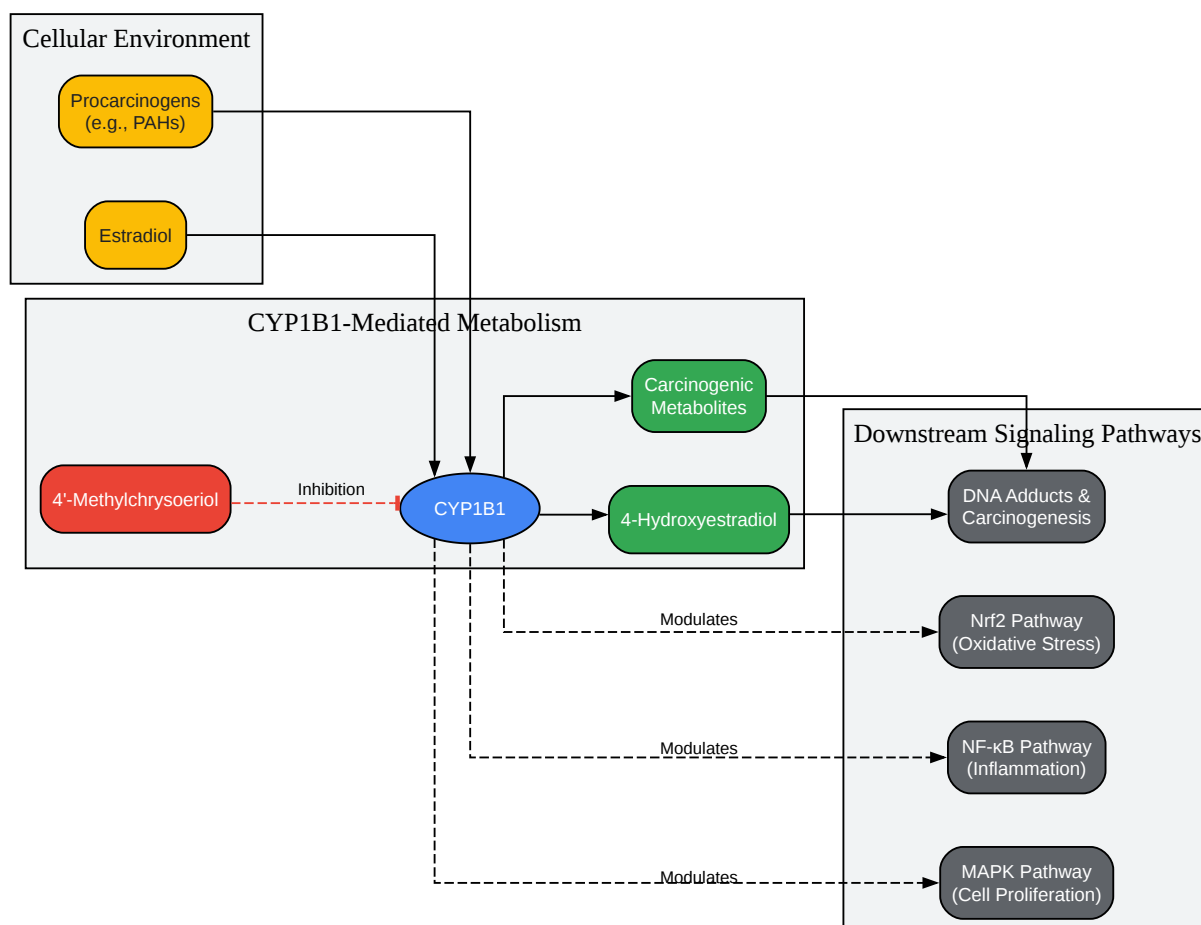 Cellular Environment
Procarcinogens
(e.g., PAHs)
Estradiol
CYP1B1-Mediated Metabolism
Carcinogenic
Metabolites
4'-Methylchrysoeriol
Inhibition
CYP1B1
4-Hydroxyestradiol
Downstream Signaling Pathways
DNA Adducts &
Carcinogenesis
Modulates
Nrf2 Pathway
(Oxidative Stress)
Modulates
NF-κB Pathway
(Inflammation)
Modulates
MAPK Pathway
(Cell Proliferation)